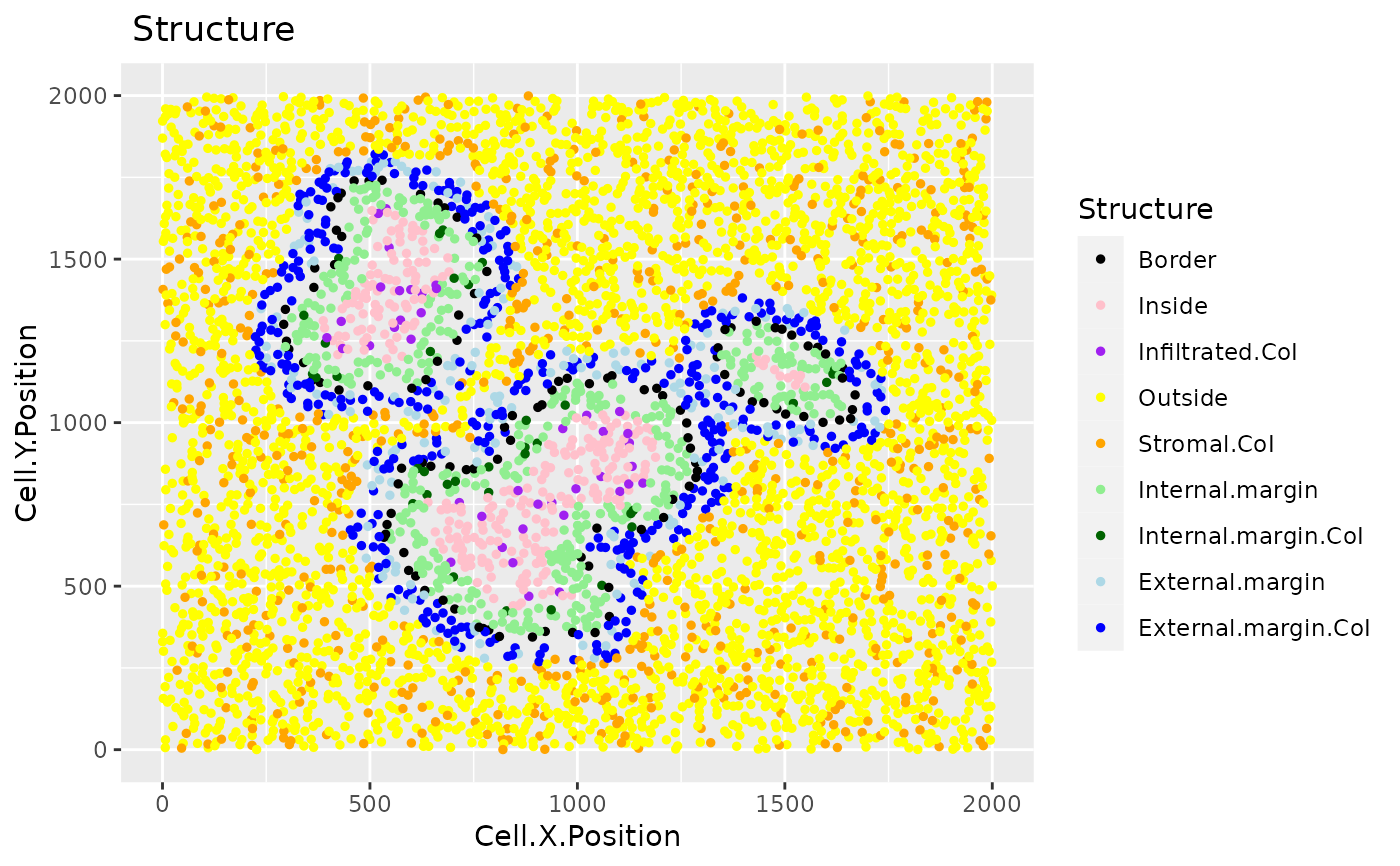 Structure
Cell.Y.Position
2000
1500
1000
500
0
0 500 1000 1500 2000
Cell.X.Position
Structure
Border
Inside
Infiltrated.CoI
Outside
Stromal.CoI
Internal.margin
Internal.margin.CoI
External.margin
External.margin.CoI